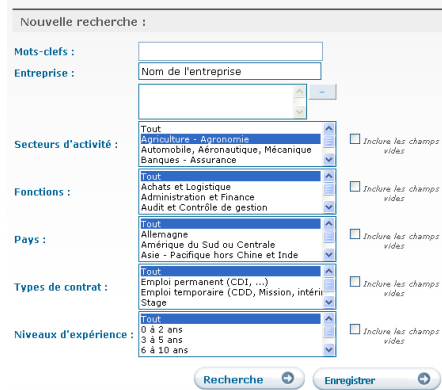 Nouvelle recherche :
Mots-clefs :
Entreprise :
Nom de l'entreprise
Secteurs d'activité :
Tout
Agriculture - Agronomie
Automobile, Aéronautique, Mécanique
Banques - Assurance
Inclure les champs
vides
Fonctions :
Tout
Achats et Logistique
Administration et Finance
Audit et Contrôle de gestion
Inclure les champs
vides
Pays :
Tout
Allemagne
Amérique du Sud ou Centrale
Asie - Pacifique hors Chine et Inde
Inclure les champs
vides
Types de contrat :
Tout
Emploi permanent (CDI, ...)
Emploi temporaire (CDD, Mission, intéri
Stage
Inclure les champs
vides
Niveaux d'expérience :
Tout
0 à 2 ans
3 à 5 ans
6 à 10 ans
Inclure les champs
vides
Recherche
Enregistrer